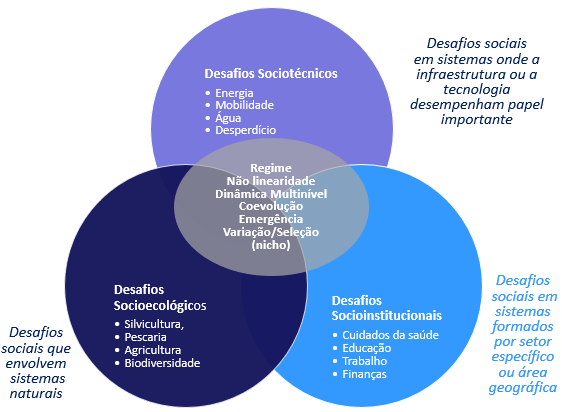 Desafios sociais
em sistemas onde a
infraestrutura ou a
tecnologia
desempenham papel
importante
Desafios Sociotécnicos
• Energia
• Mobilidade
• Água
• Desperdício
Regime
Não linearidade
Dinâmica Multinível
Coevolução
Emergência
Variação/Seleção
(nicho)
Desafios
Socioecológicos
• Silvicultura,
• Pescaria
• Agricultura
• Biodiversidade
Desafios
Socioinstitucionais
• Cuidados da saúde
• Educação
• Trabalho
• Finanças
Desafios
sociais que
envolvem
sistemas
naturais
Desafios
sociais em
sistemas
formados
por setor
específico
ou área
geográfica